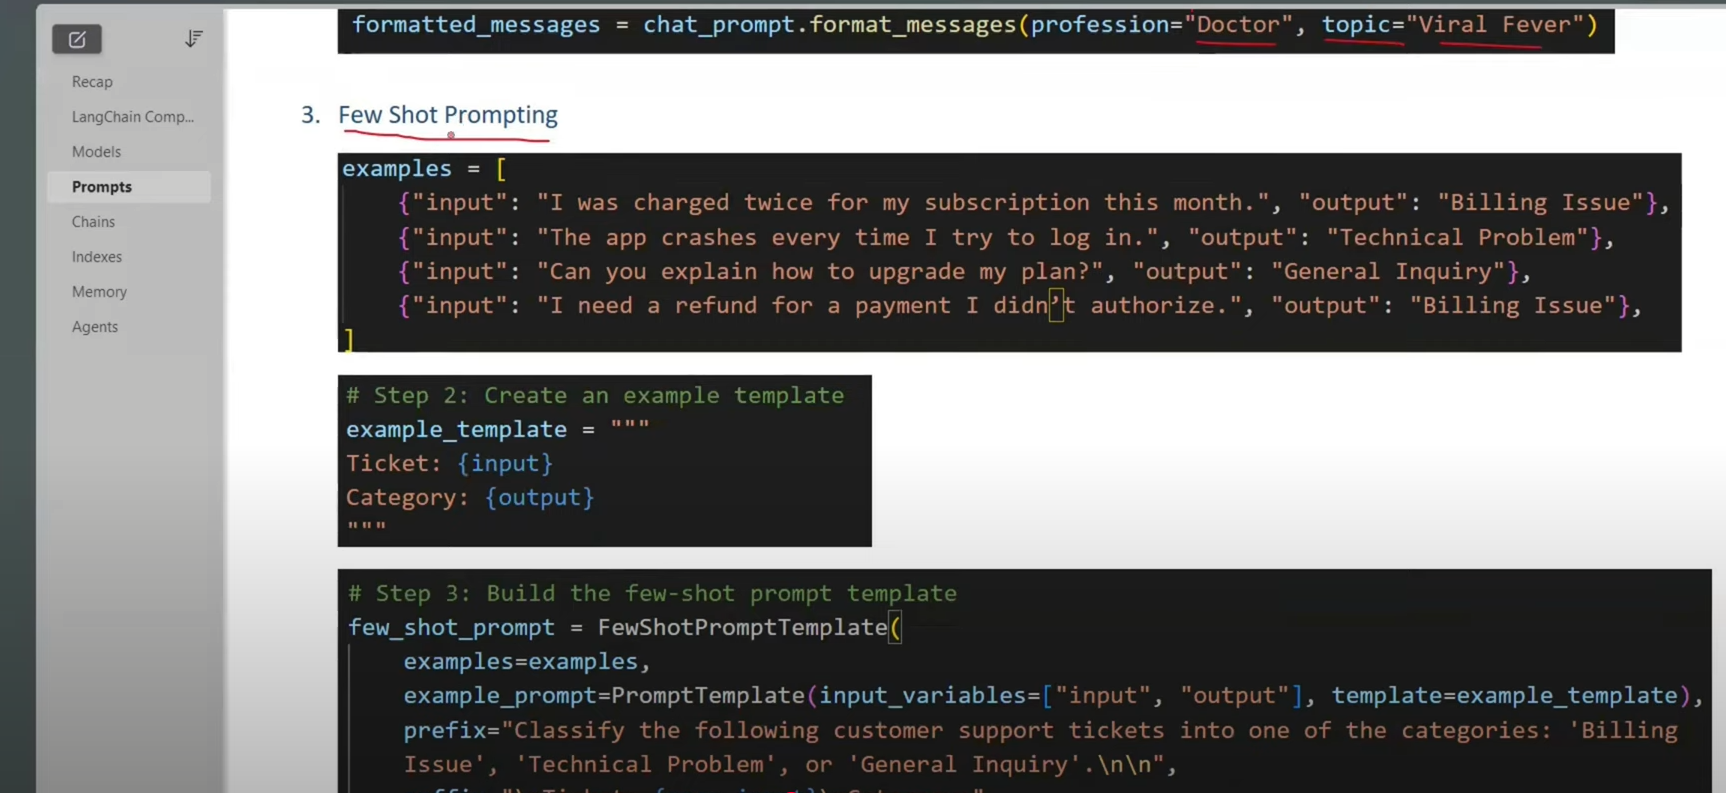 formatted_messages = chat_prompt.format_messages(profession="Doctor", topic="Viral Fever")
Recap
LangChain Comp...
Models
Prompts
Chains
Indexes
Memory
Agents
3. Few Shot Prompting
examples = [
{"input": "I was charged twice for my subscription this month.", "output": "Billing Issue"},
{"input": "The app crashes every time I try to log in.", "output": "Technical Problem"},
{"input": "Can you explain how to upgrade my plan?", "output": "General Inquiry"},
{"input": "I need a refund for a payment I didn’t authorize.", "output": "Billing Issue"},
]
# Step 2: Create an example template
example_template = """
Ticket: {input}
Category: {output}
"""
# Step 3: Build the few-shot prompt template
few_shot_prompt = FewShotPromptTemplate(
examples=examples,
example_prompt=PromptTemplate(input_variables=["input", "output"], template=example_template),
prefix="Classify the following customer support tickets into one of the categories: 'Billing
Issue', 'Technical Problem', or 'General Inquiry'.\n\n",